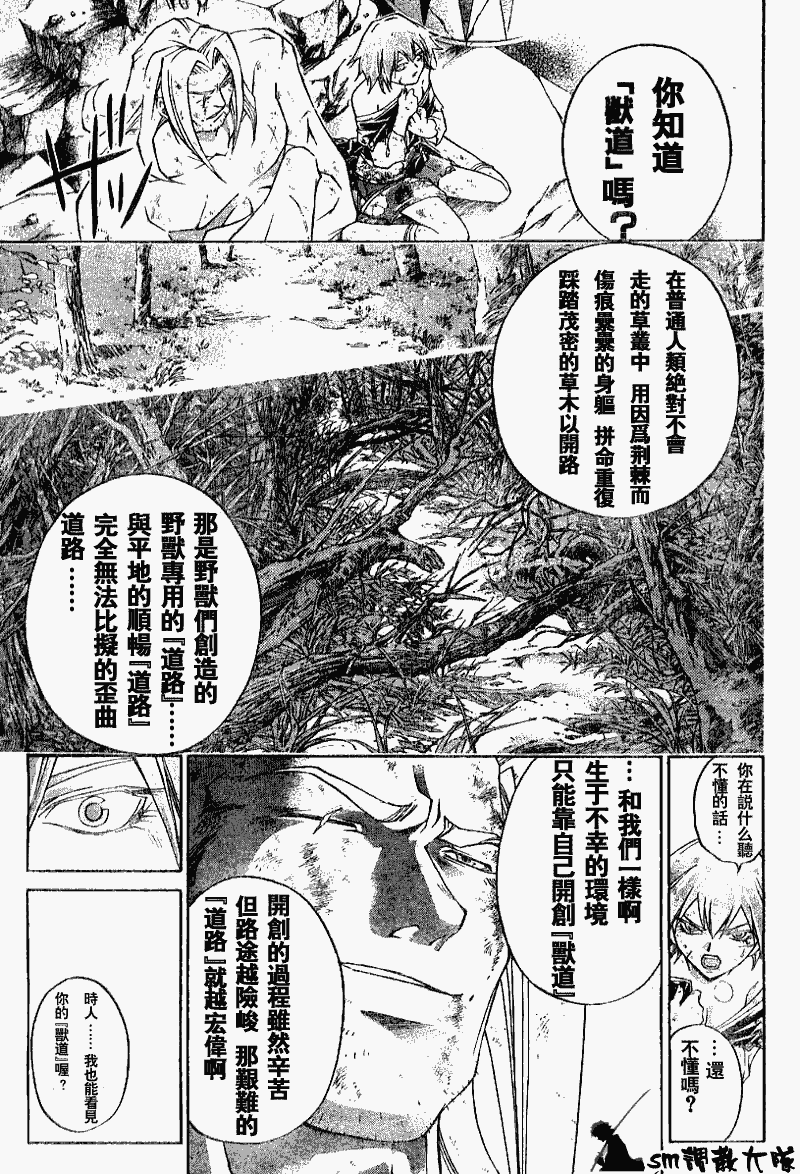 你知道
「獸道」嗎？
在普通人類絕對不會
走的草叢中 用因爲荆棘而
傷痕纍纍的身軀 拼命重復
踩踏茂密的草木以開路
那是野獸們創造的
野獸專用的『道路』……
與平地的順暢『道路』
完全無法比擬的歪曲
道路……
你在説什么聽
不懂的話…
…還
不懂嗎？
…和我們一樣啊
生于不幸的環境
只能靠自己開創『獸道』
開創的過程雖然辛苦
但路途越險峻 那艱難的
『道路』就越宏偉啊
時人……我也能看見
你的『獸道』喔？
sm調教大隊